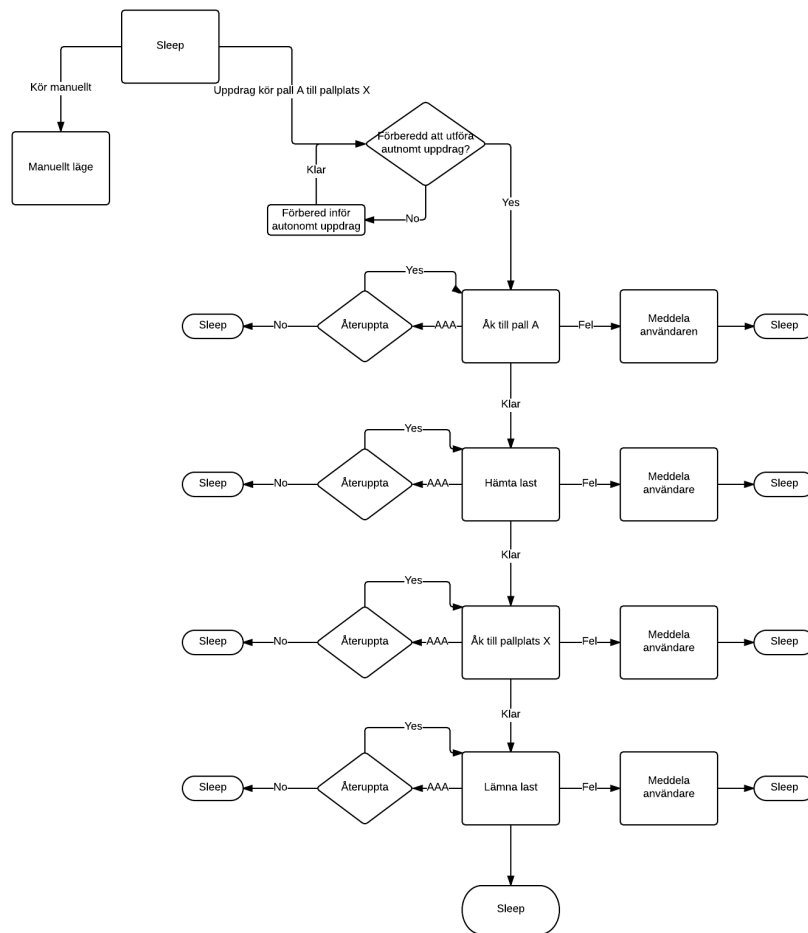 Sleep
Kör manuellt
Uppdrag kör pall A till pallplats X
Manuellt läge
Förberedd att utföra
autnomt uppdrag?
Klar
Förbered inför
autonomt uppdrag
No
Yes
Yes
Sleep
No
Återuppta
AAA
Åk till pall A
Fel
Meddela
användaren
Sleep
Klar
Yes
Sleep
No
Återuppta
AAA
Hämta last
Fel
Meddela
användare
Sleep
Klar
Yes
Sleep
No
Återuppta
AAA
Åk till pallplats X
Fel
Meddela
användare
Sleep
Klar
Yes
Sleep
No
Återuppta
AAA
Lämna last
Fel
Meddela
användare
Sleep
Sleep